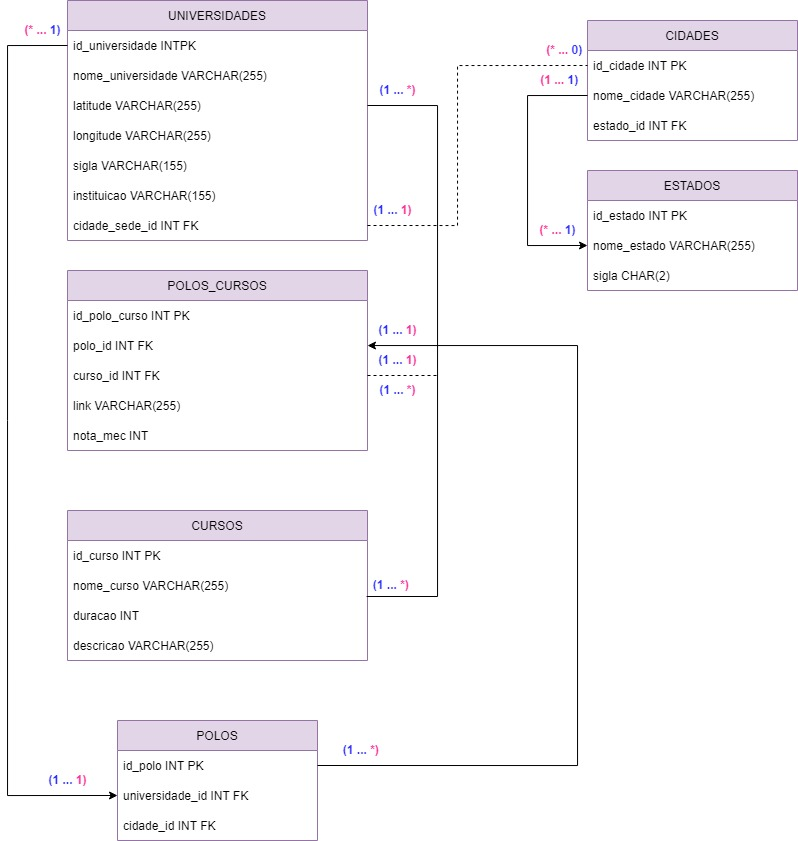 UNIVERSIDADES
(* ... 1)
id_universidade INTPK
nome_universidade VARCHAR(255)
latitude VARCHAR(255)
(1 ... *)
longitude VARCHAR(255)
sigla VARCHAR(155)
instituicao VARCHAR(155)
(1 ... 1)
cidade_sede_id INT FK
CIDADES
(* ... 0)
id_cidade INT PK
(1 ... 1)
nome_cidade VARCHAR(255)
estado_id INT FK
ESTADOS
id_estado INT PK
(* ... 1)
nome_estado VARCHAR(255)
sigla CHAR(2)
POLOS_CURSOS
id_polo_curso INT PK
(1 ... 1)
polo_id INT FK
(1 ... 1)
curso_id INT FK
(1 ... *)
link VARCHAR(255)
nota_mec INT
CURSOS
id_curso INT PK
nome_curso VARCHAR(255)
(1 ... *)
duracao INT
descricao VARCHAR(255)
POLOS
(1 ... *)
id_polo INT PK
(1 ... 1)
universidade_id INT FK
cidade_id INT FK